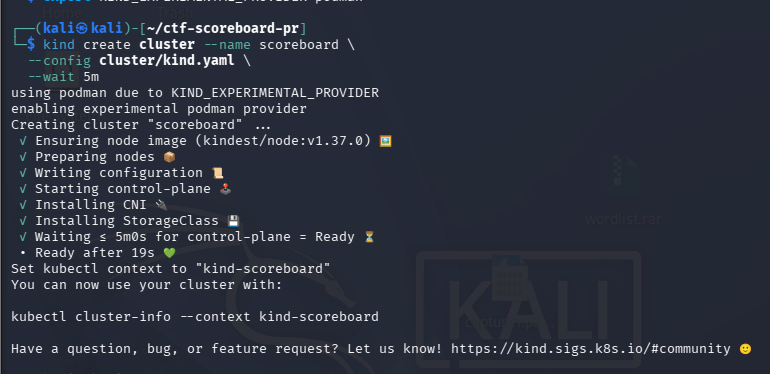 ┌──(kali㉿kali)-[~/ctf-scoreboard-pr]
└─$ kind create cluster --name scoreboard \
--config cluster/kind.yaml \
--wait 5m
using podman due to KIND_EXPERIMENTAL_PROVIDER
enabling experimental podman provider
Creating cluster "scoreboard" ...
✓ Ensuring node image (kindest/node:v1.37.0) 🖼️
✓ Preparing nodes 📦
✓ Writing configuration 📜
✓ Starting control-plane 🕹️
✓ Installing CNI 🔌
✓ Installing StorageClass 💾
✓ Waiting ≤ 5m0s for control-plane = Ready ⏳
• Ready after 19s 💚
Set kubectl context to "kind-scoreboard"
You can now use your cluster with:
kubectl cluster-info --context kind-scoreboard
Have a question, bug, or feature request? Let us know! https://kind.sigs.k8s.io/#community 🙂
wordlist.rar
KALI